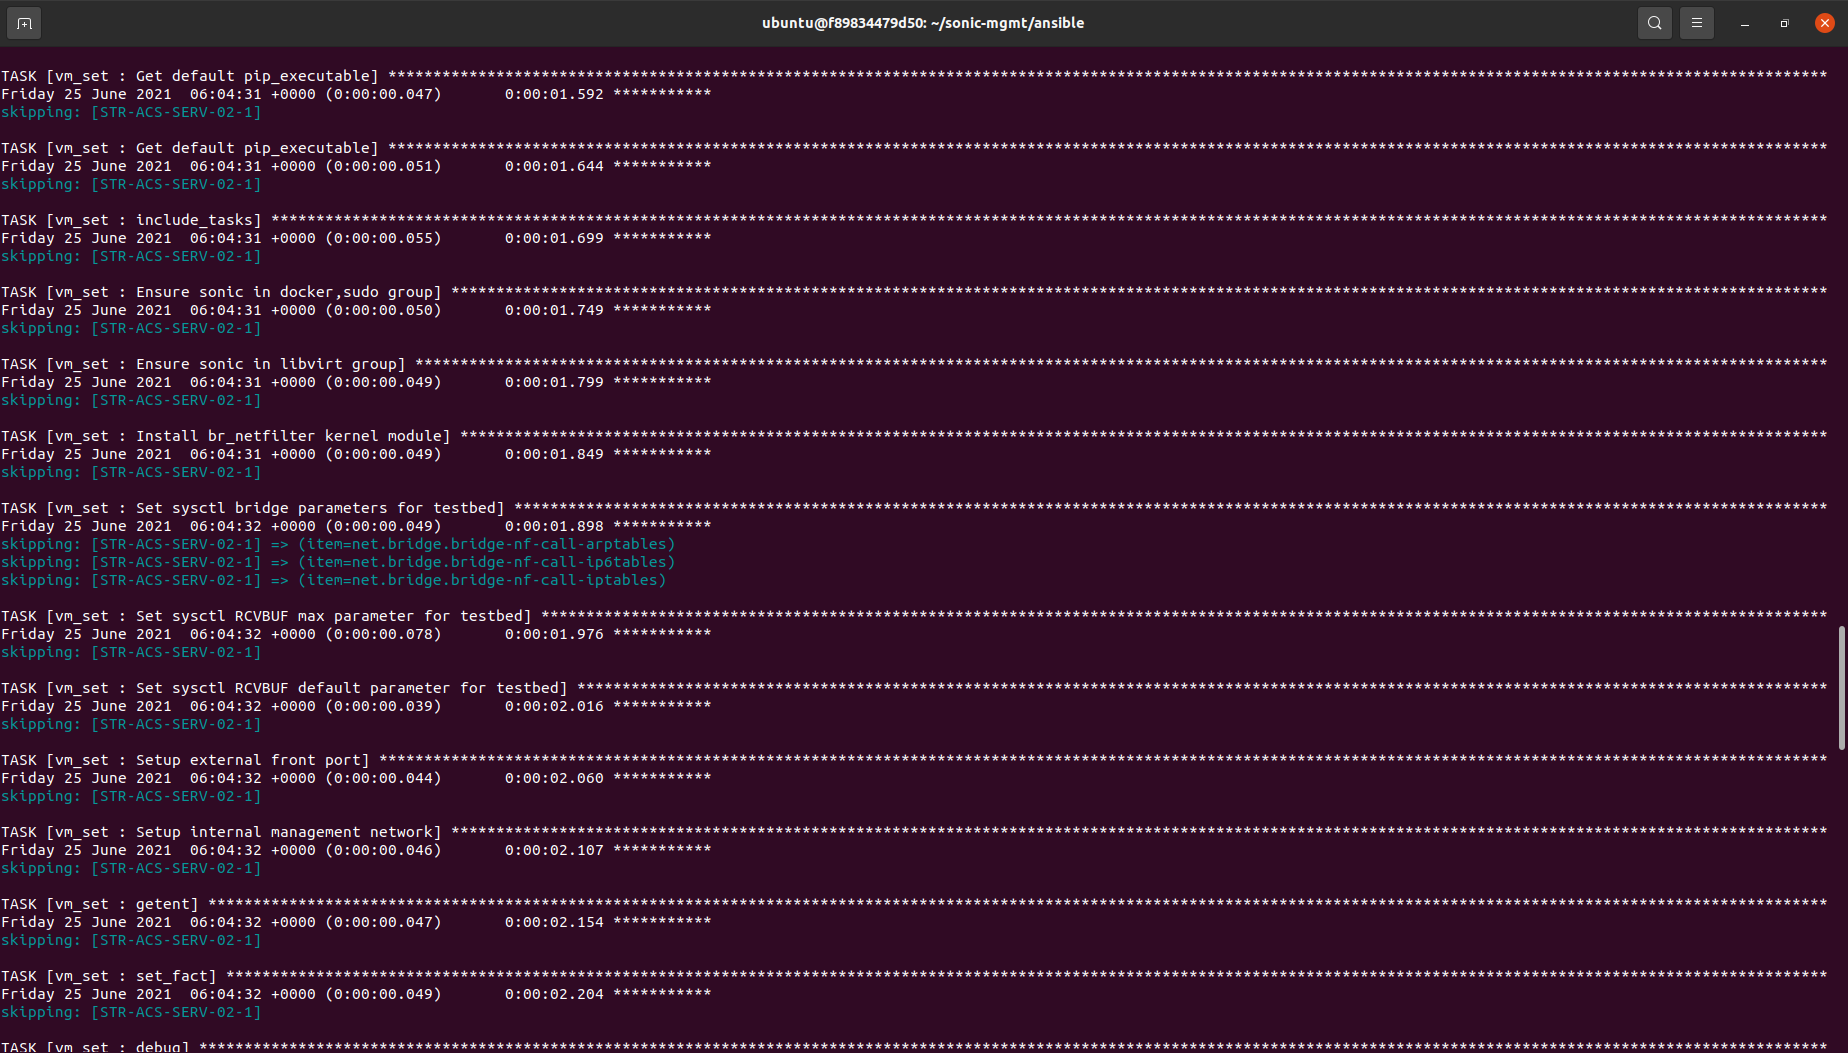 ubuntu@f89834479d50: ~/sonic-mgmt/ansible
TASK [vm_set : Get default pip_executable] ****************************************************************************************************************************************************************
Friday 25 June 2021  06:04:31 +0000 (0:00:00.047)       0:00:01.592 ***********
skipping: [STR-ACS-SERV-02-1]
TASK [vm_set : Get default pip_executable] ****************************************************************************************************************************************************************
Friday 25 June 2021  06:04:31 +0000 (0:00:00.051)       0:00:01.644 ***********
skipping: [STR-ACS-SERV-02-1]
TASK [vm_set : include_tasks] *****************************************************************************************************************************************************************************
Friday 25 June 2021  06:04:31 +0000 (0:00:00.055)       0:00:01.699 ***********
skipping: [STR-ACS-SERV-02-1]
TASK [vm_set : Ensure sonic in docker,sudo group] *********************************************************************************************************************************************************
Friday 25 June 2021  06:04:31 +0000 (0:00:00.050)       0:00:01.749 ***********
skipping: [STR-ACS-SERV-02-1]
TASK [vm_set : Ensure sonic in libvirt group] *************************************************************************************************************************************************************
Friday 25 June 2021  06:04:31 +0000 (0:00:00.049)       0:00:01.799 ***********
skipping: [STR-ACS-SERV-02-1]
TASK [vm_set : Install br_netfilter kernel module] ********************************************************************************************************************************************************
Friday 25 June 2021  06:04:31 +0000 (0:00:00.049)       0:00:01.849 ***********
skipping: [STR-ACS-SERV-02-1]
TASK [vm_set : Set sysctl bridge parameters for testbed] **************************************************************************************************************************************************
Friday 25 June 2021  06:04:32 +0000 (0:00:00.049)       0:00:01.898 ***********
skipping: [STR-ACS-SERV-02-1] => (item=net.bridge.bridge-nf-call-arptables)
skipping: [STR-ACS-SERV-02-1] => (item=net.bridge.bridge-nf-call-ip6tables)
skipping: [STR-ACS-SERV-02-1] => (item=net.bridge.bridge-nf-call-iptables)
TASK [vm_set : Set sysctl RCVBUF max parameter for testbed] ***********************************************************************************************************************************************
Friday 25 June 2021  06:04:32 +0000 (0:00:00.078)       0:00:01.976 ***********
skipping: [STR-ACS-SERV-02-1]
TASK [vm_set : Set sysctl RCVBUF default parameter for testbed] *******************************************************************************************************************************************
Friday 25 June 2021  06:04:32 +0000 (0:00:00.039)       0:00:02.016 ***********
skipping: [STR-ACS-SERV-02-1]
TASK [vm_set : Setup external front port] *****************************************************************************************************************************************************************
Friday 25 June 2021  06:04:32 +0000 (0:00:00.044)       0:00:02.060 ***********
skipping: [STR-ACS-SERV-02-1]
TASK [vm_set : Setup internal management network] *********************************************************************************************************************************************************
Friday 25 June 2021  06:04:32 +0000 (0:00:00.046)       0:00:02.107 ***********
skipping: [STR-ACS-SERV-02-1]
TASK [vm_set : getent] ************************************************************************************************************************************************************************************
Friday 25 June 2021  06:04:32 +0000 (0:00:00.047)       0:00:02.154 ***********
skipping: [STR-ACS-SERV-02-1]
TASK [vm_set : set_fact] **********************************************************************************************************************************************************************************
Friday 25 June 2021  06:04:32 +0000 (0:00:00.049)       0:00:02.204 ***********
skipping: [STR-ACS-SERV-02-1]
TASK [vm_set : debug] *************************************************************************************************************************************************************************************